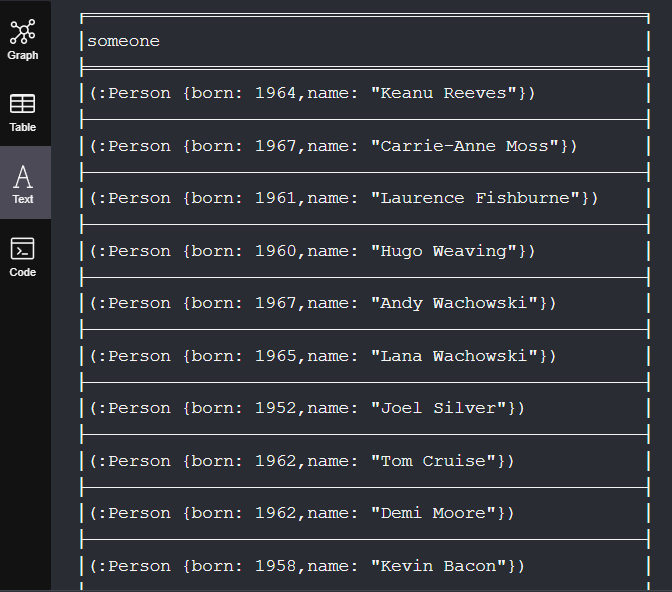 Graph
Table
Text
Code
someone
(:Person {born: 1964,name: "Keanu Reeves"})
(:Person {born: 1967,name: "Carrie-Anne Moss"})
(:Person {born: 1961,name: "Laurence Fishburne"})
(:Person {born: 1960,name: "Hugo Weaving"})
(:Person {born: 1967,name: "Andy Wachowski"})
(:Person {born: 1965,name: "Lana Wachowski"})
(:Person {born: 1952,name: "Joel Silver"})
(:Person {born: 1962,name: "Tom Cruise"})
(:Person {born: 1962,name: "Demi Moore"})
(:Person {born: 1958,name: "Kevin Bacon"})